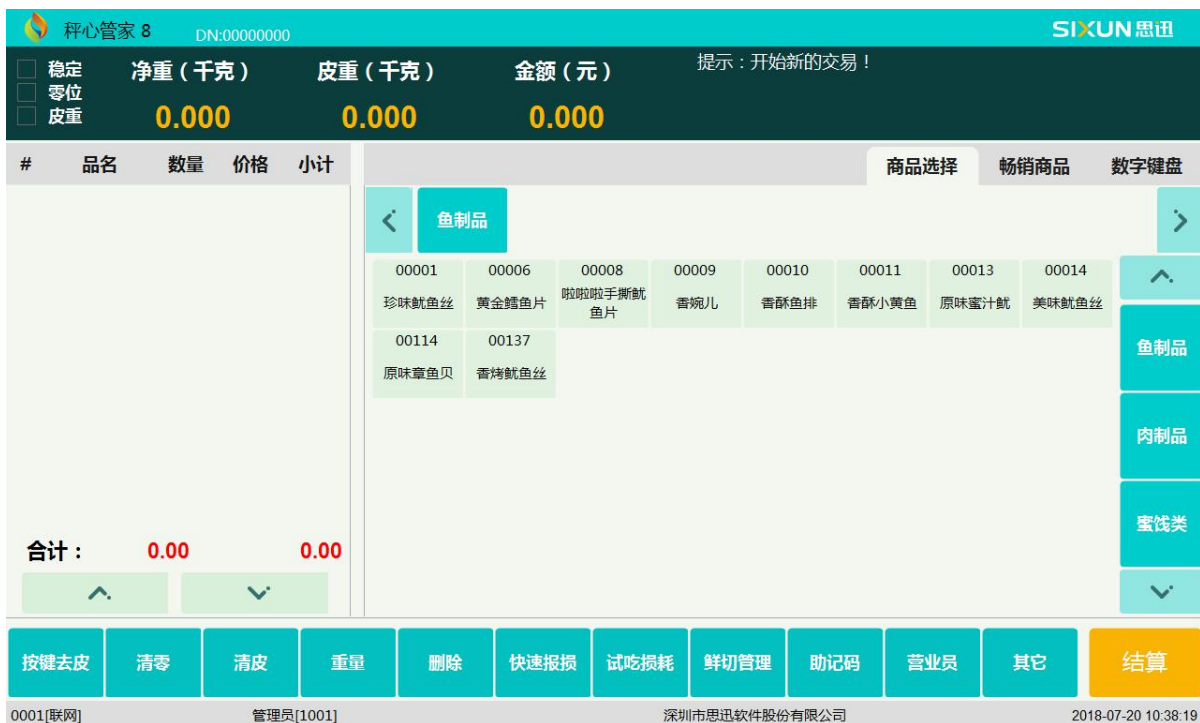 秤心管家 8 DN:00000000 SIXUN思迅
稳定 净重（千克） 皮重（千克） 金额（元） 提示：开始新的交易！
零位
皮重 0.000 0.000 0.000
# 品名 数量 价格 小计 商品选择 畅销商品 数字键盘
鱼制品
00001 00006 00008 00009 00010 00011 00013 00014
珍味鱿鱼丝 黄金鳕鱼片 啦啦啦手撕鱿鱼片 香婉儿 香酥鱼排 香酥小黄鱼 原味蜜汁鱿 美味鱿鱼丝
00114 00137
原味章鱼贝 香烤鱿鱼丝
鱼制品
肉制品
蜜饯类
合计： 0.00 0.00
按键去皮 清零 清皮 重量 删除 快速报损 试吃损耗 鲜切管理 助记码 营业员 其它 结算
0001[联网] 管理员[1001] 深圳市思迅软件股份有限公司 2018-07-20 10:38:19